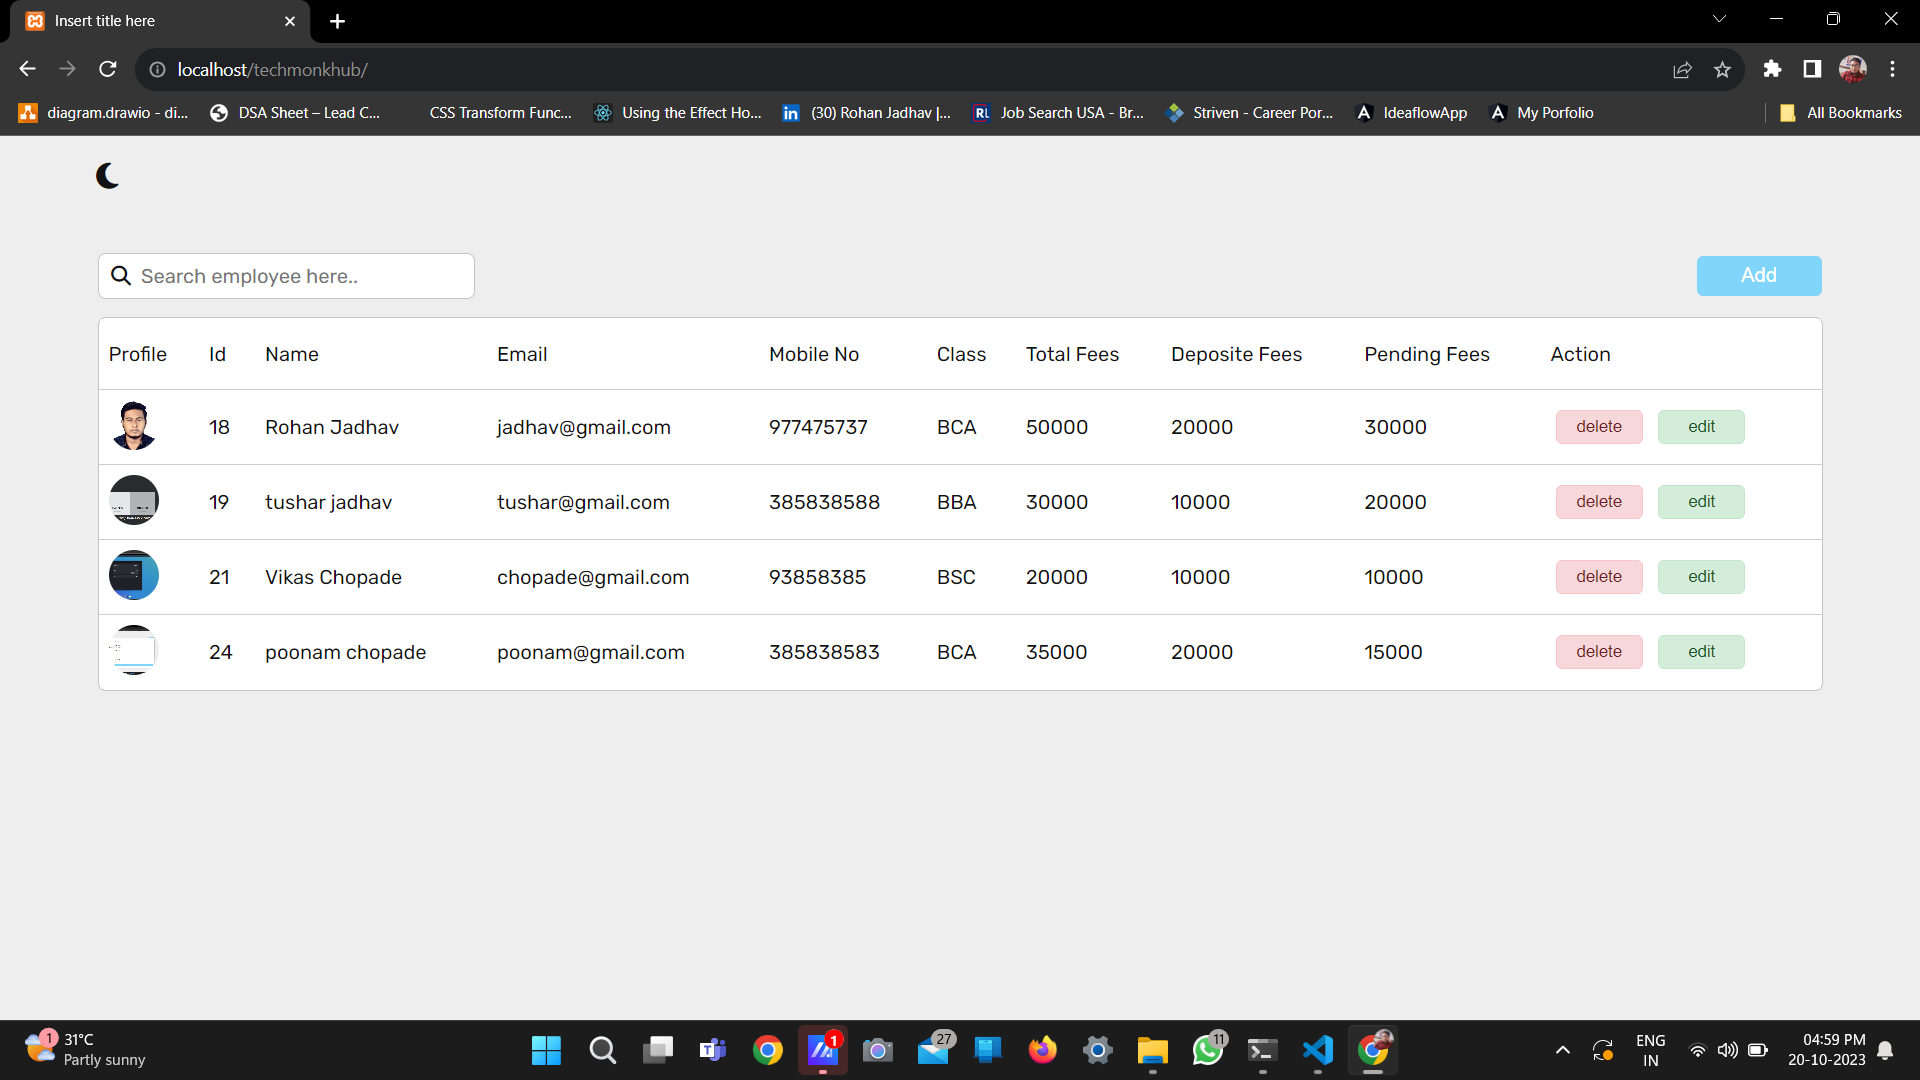 Insert title here
localhost/techmonkhub/
diagram.drawio - di...
DSA Sheet – Lead C...
CSS Transform Func...
Using the Effect Ho...
(30) Rohan Jadhav |...
RL
Job Search USA - Br...
Striven - Career Por...
IdeaflowApp
My Porfolio
All Bookmarks
Search employee here..
Add
Profile Id Name Email Mobile No Class Total Fees Deposite Fees Pending Fees Action
18 Rohan Jadhav jadhav@gmail.com 977475737 BCA 50000 20000 30000 delete edit
19 tushar jadhav tushar@gmail.com 385838588 BBA 30000 10000 20000 delete edit
21 Vikas Chopade chopade@gmail.com 93858385 BSC 20000 10000 10000 delete edit
24 poonam chopade poonam@gmail.com 385838583 BCA 35000 20000 15000 delete edit
1
31°C
Partly sunny
1
27
11
ENG
IN
04:59 PM
20-10-2023